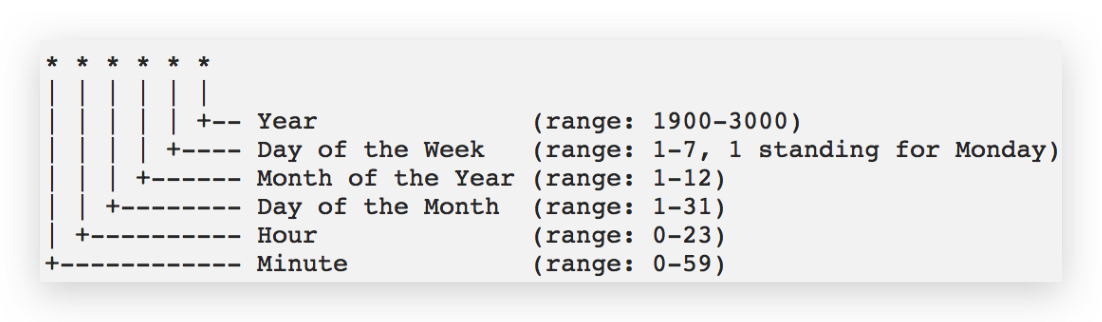 * * * * * *
| | | | | |
| | | | | +-- Year              (range: 1900-3000)
| | | | +---- Day of the Week   (range: 1-7, 1 standing for Monday)
| | | +------ Month of the Year (range: 1-12)
| | +-------- Day of the Month  (range: 1-31)
| +---------- Hour              (range: 0-23)
+------------ Minute            (range: 0-59)